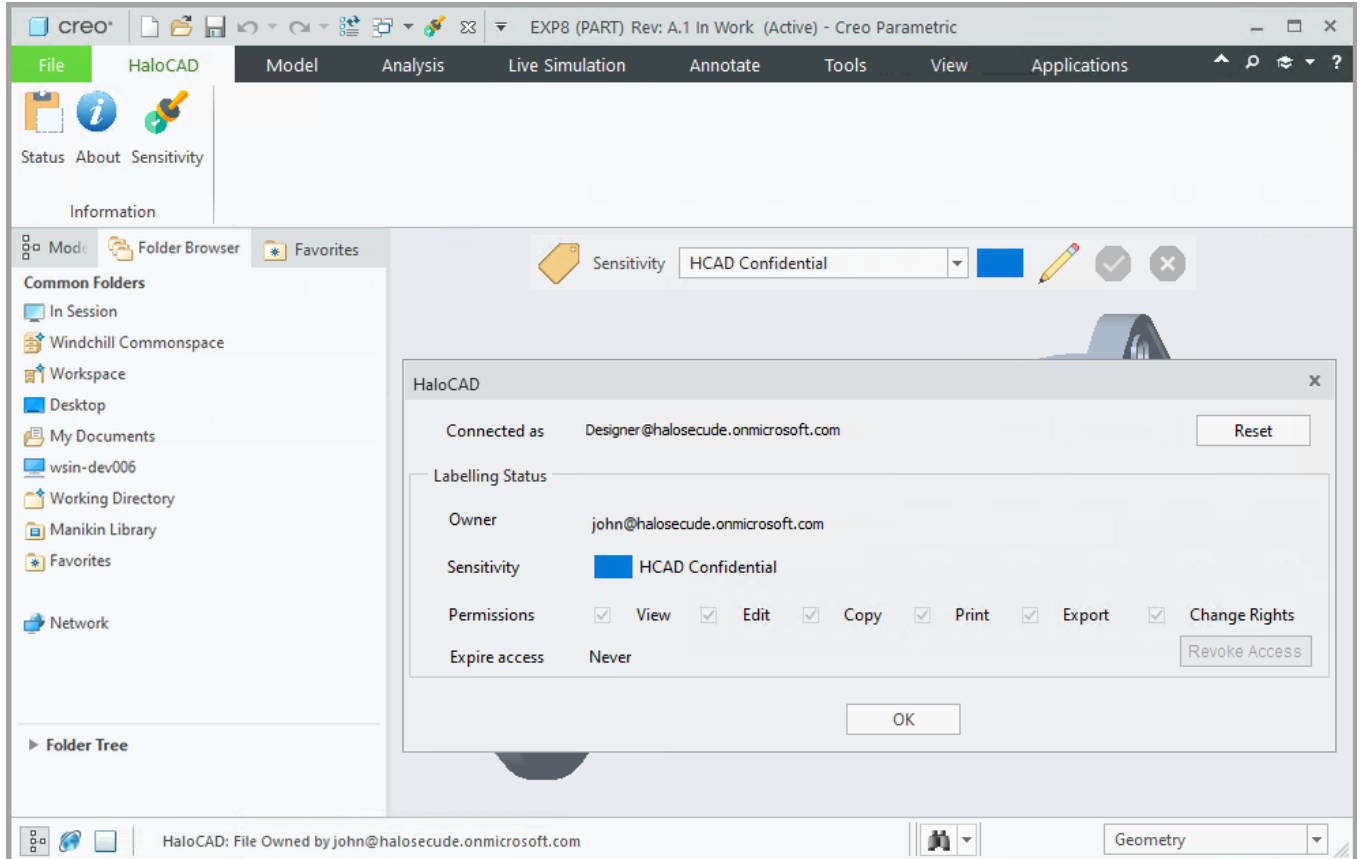 creo° EXP8 (PART) Rev: A.1 In Work (Active) - Creo Parametric
File HaloCAD Model Analysis Live Simulation Annotate Tools View Applications ?
Status About Sensitivity
Information
Mode Folder Browser Favorites
Sensitivity HCAD Confidential
Common Folders
In Session
Windchill Commonspace
Workspace
Desktop
My Documents
wsin-dev006
Working Directory
Manikin Library
Favorites
Network
Folder Tree
HaloCAD
Connected as Designer@halosecude.onmicrosoft.com Reset
Labelling Status
Owner john@halosecude.onmicrosoft.com
Sensitivity HCAD Confidential
Permissions View Edit Copy Print Export Change Rights
Expire access Never Revoke Access
OK
HaloCAD: File Owned by john@halosecude.onmicrosoft.com Geometry